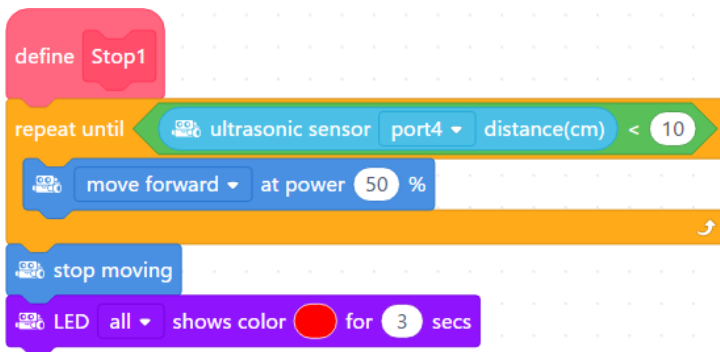 define Stop1
repeat until ultrasonic sensor port4 distance(cm) < 10
move forward at power 50 %
stop moving
LED all shows color for 3 secs